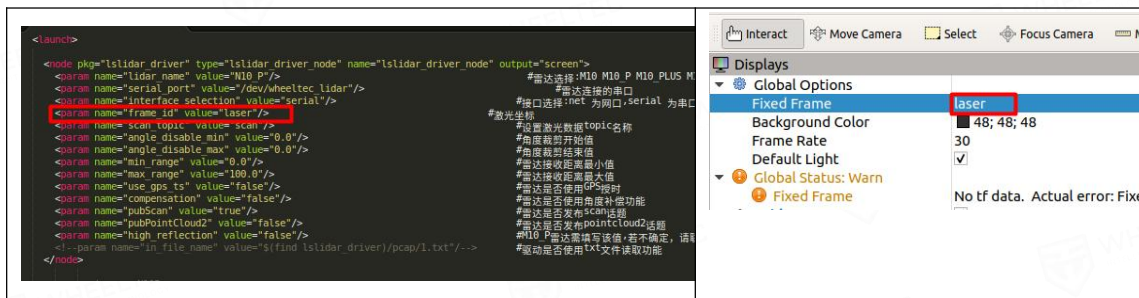 <launch>
<node pkg="lslidar_driver" type="lslidar_driver_node" name="lslidar_driver_node" output="screen">
<param name="lidar_name" value="N10_P"/> #雷达选择:M10 M10_P M10_PLUS
<param name="serial_port" value="/dev/wheeltec_lidar"/> #雷达连接的串口
<param name="interface_selection" value="serial"/> #接口选择:net 为网口,serial 为串口
<param name="frame_id" value="laser"/> #激光坐标
<param name="scan_topic" value="scan"/> #设置激光数据topic名称
<param name="angle_disable_min" value="0.0"/> #角度裁剪开始值
<param name="angle_disable_max" value="0.0"/> #角度裁剪结束值
<param name="min_range" value="0.0"/> #雷达接收距离最小值
<param name="max_range" value="100.0"/> #雷达接收距离最大值
<param name="use_gps_ts" value="false"/> #雷达是否使用GPS授时
<param name="compensation" value="false"/> #雷达是否使用角度补偿功能
<param name="pubScan" value="true"/> #雷达是否发布scan话题
<param name="pubPointCloud2" value="false"/> #雷达是否发布pointcloud2话题
<param name="high_reflection" value="false"/> #M10_P雷达需填写该值,若不确定,请
<!--param name="in_file_name" value="$(find lslidar_driver)/pcap/1.txt"/--> #驱动是否使用txt文件读取功能
</node>
Interact Move Camera Select Focus Camera
Displays
Global Options
Fixed Frame laser
Background Color 48; 48; 48
Frame Rate 30
Default Light
Global Status: Warn
Fixed Frame No tf data. Actual error: Fixe